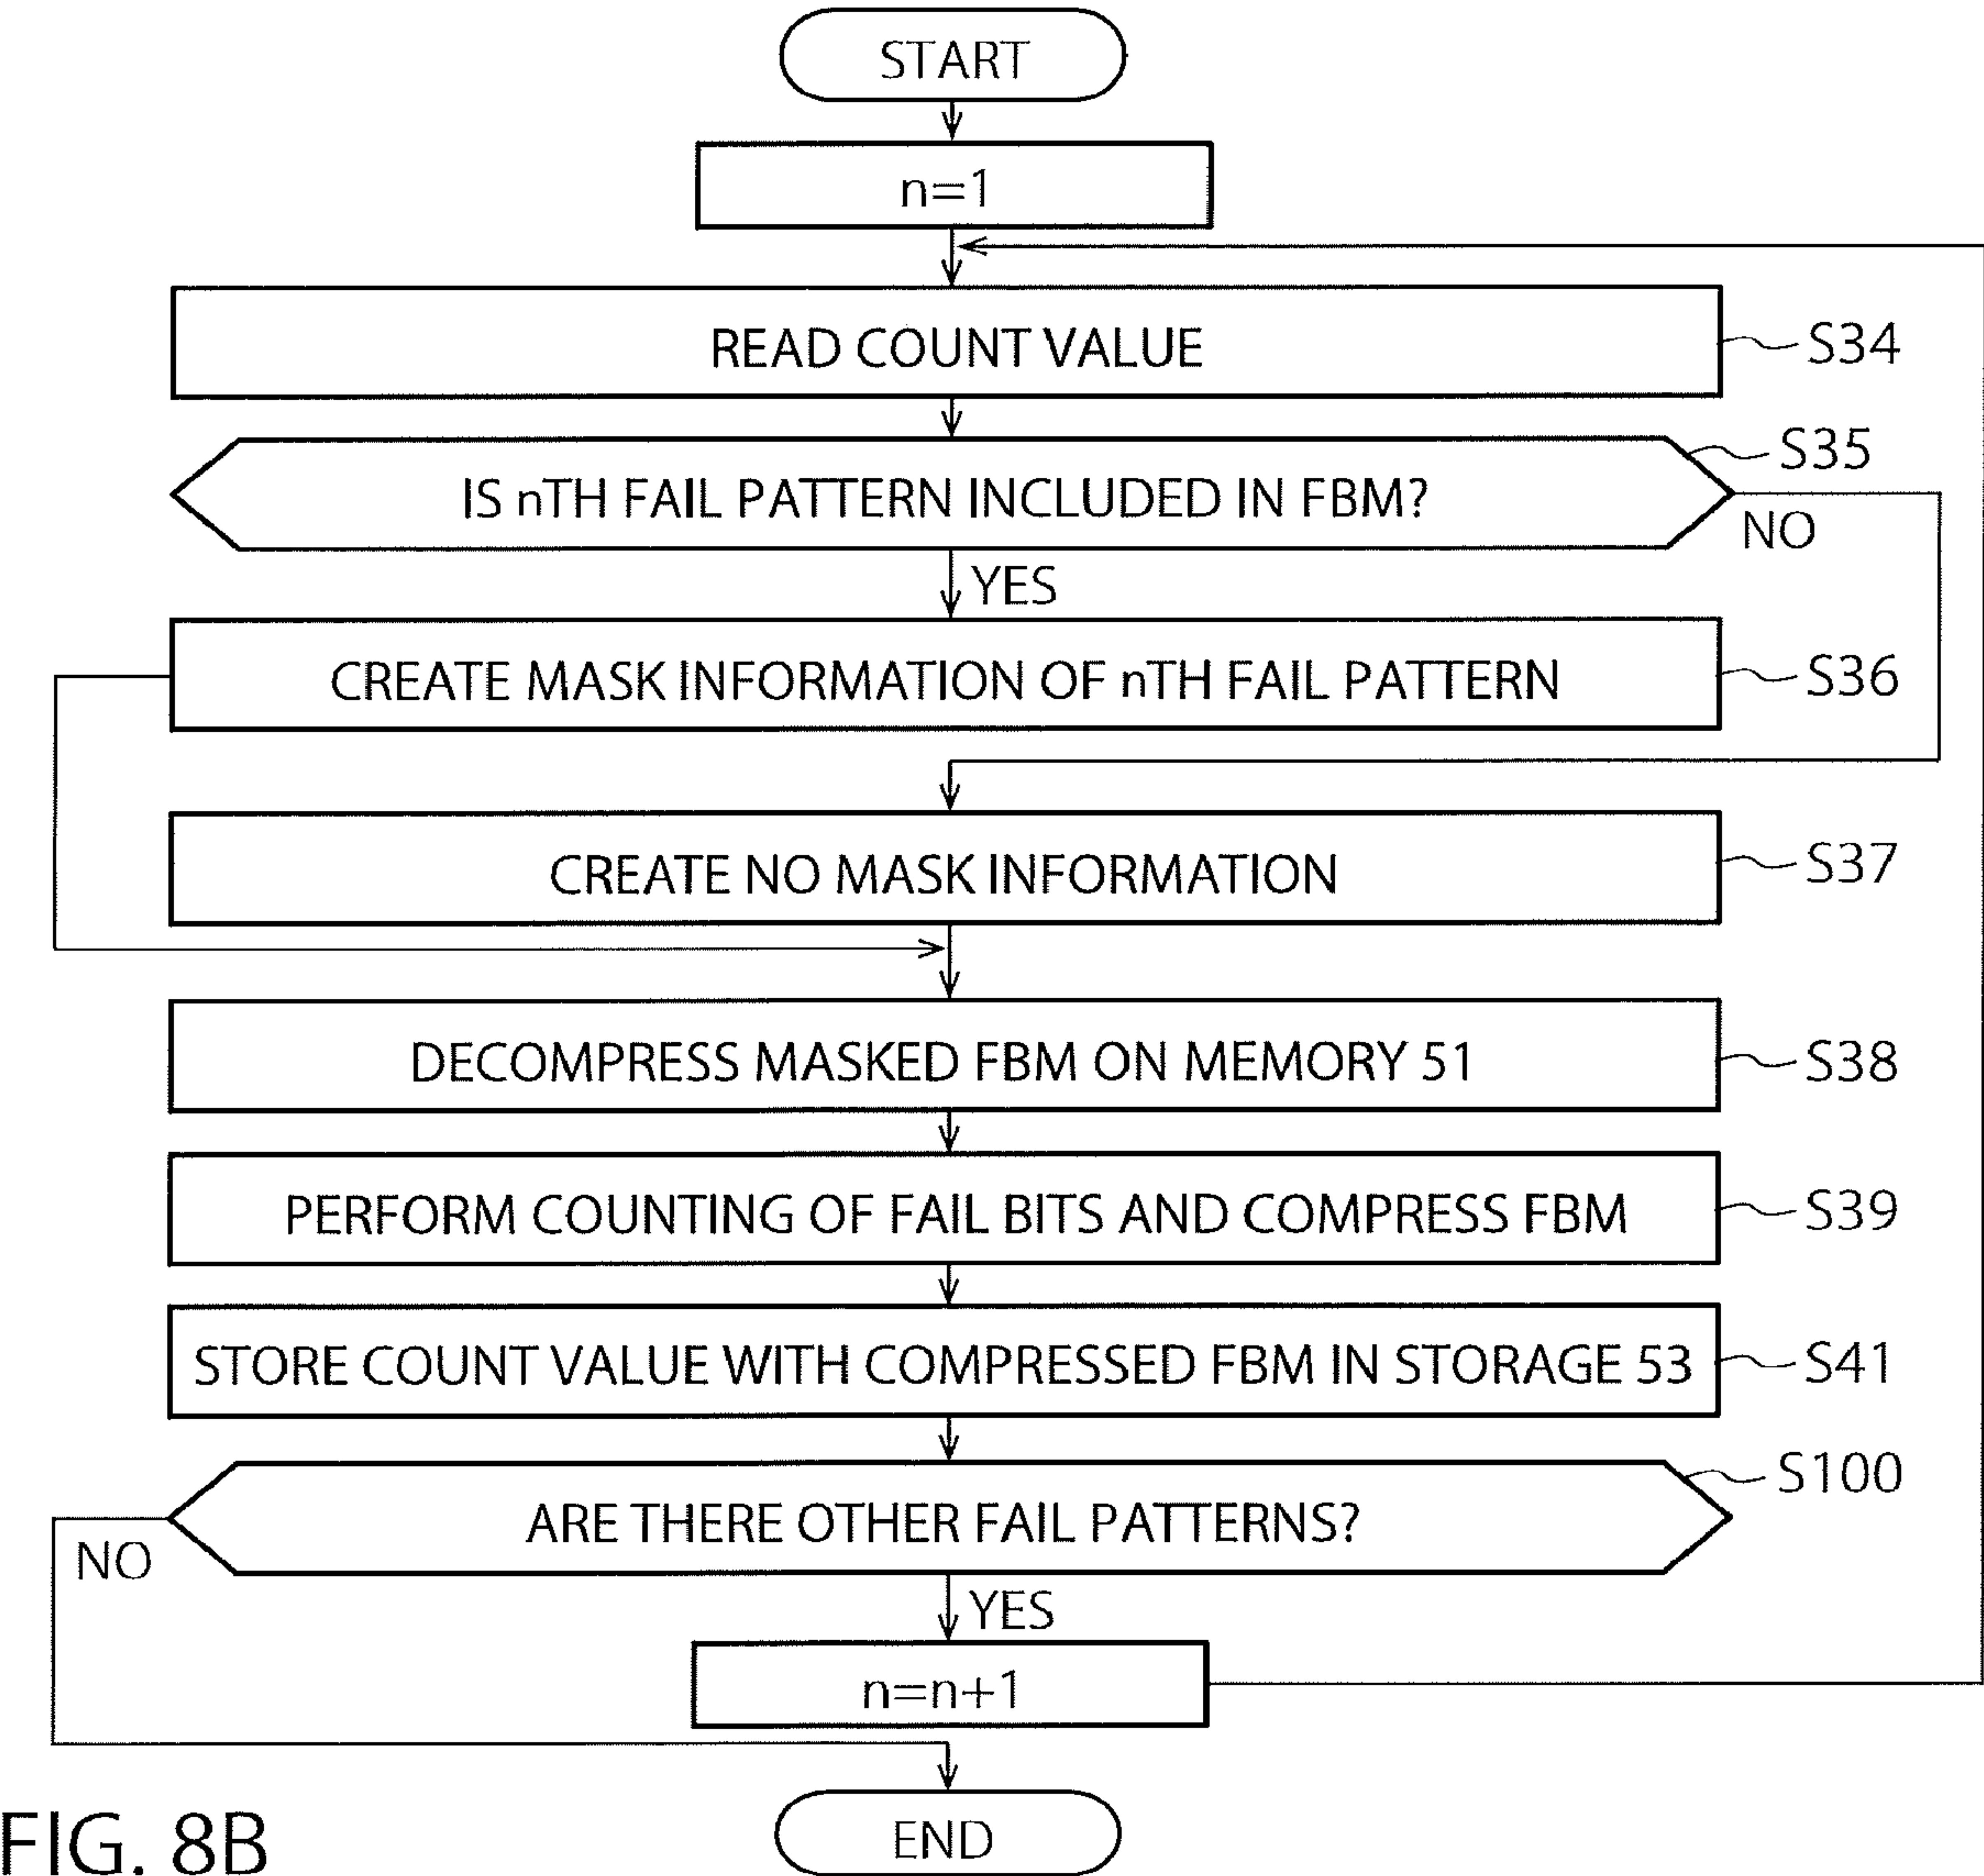 START
n=1
READ COUNT VALUE
S34
IS nTH FAIL PATTERN INCLUDED IN FBM?
S35
NO
YES
CREATE MASK INFORMATION OF nTH FAIL PATTERN
S36
CREATE NO MASK INFORMATION
S37
DECOMPRESS MASKED FBM ON MEMORY 51
S38
PERFORM COUNTING OF FAIL BITS AND COMPRESS FBM
S39
STORE COUNT VALUE WITH COMPRESSED FBM IN STORAGE 53
S41
ARE THERE OTHER FAIL PATTERNS?
S100
NO
YES
n=n+1
END
FIG. 8B